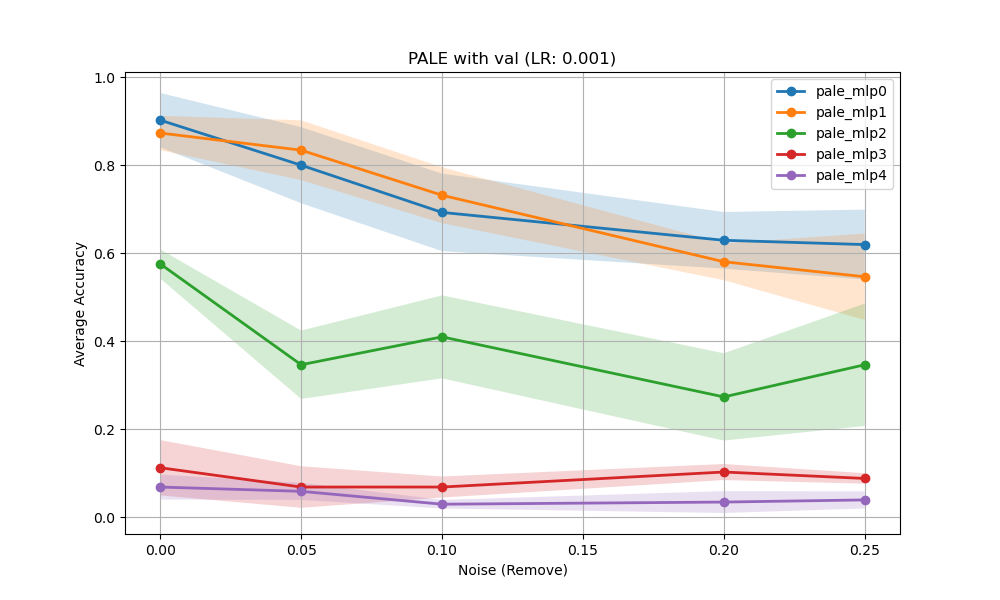 PALE with val (LR: 0.001)
pale_mlp0
pale_mlp1
pale_mlp2
pale_mlp3
pale_mlp4
Average Accuracy
1.0
0.8
0.6
0.4
0.2
0.0
0.00 0.05 0.10 0.15 0.20 0.25
Noise (Remove)